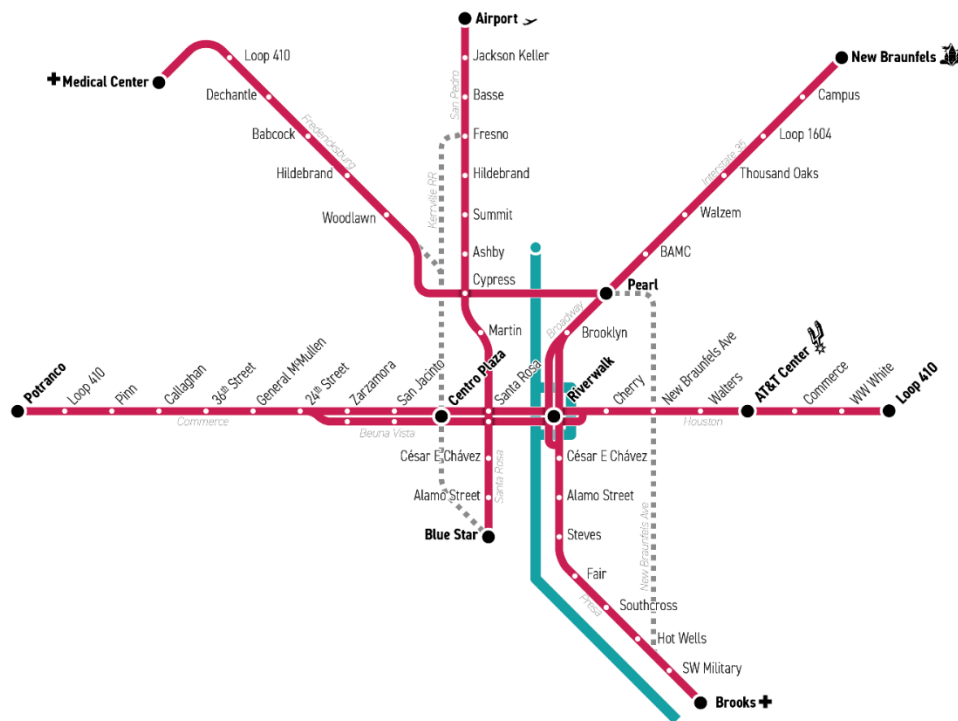 Airport
Loop 410
Jackson Keller
New Braunfels
Medical Center
Dechantle
Basse
San Pedro
Campus
Babcock
Fredericksburg
Fresno
Loop 1604
Hildebrand
Kerrville RR
Hildebrand
Interstate 35
Thousand Oaks
Woodlawn
Summit
Walzem
Ashby
BAMC
Cypress
Pearl
Martin
Broadway
Brooklyn
Potranco
Loop 410
Pinn
Callaghan
36th Street
General McMullen
24th Street
Zarzamora
San Jacinto
Centro Plaza
Santa Rosa
Riverwalk
Cherry
New Braunfels Ave
Walters
AT&T Center
Commerce
WW White
Loop 410
Commerce
Beuna Vista
Houston
César E Chávez
Santa Rosa
César E Chávez
Alamo Street
Alamo Street
Blue Star
Steves
New Braunfels Ave
Fair
Presa
Southcross
Hot Wells
SW Military
Brooks